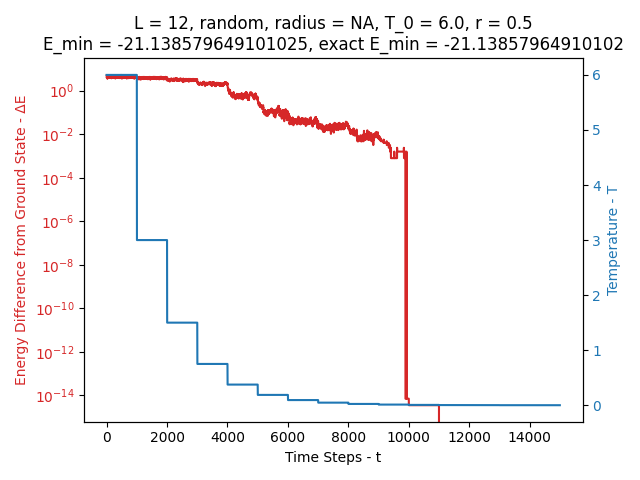 L = 12, random, radius = NA, T_0 = 6.0, r = 0.5
E_min = -21.138579649101025, exact E_min = -21.13857964910102
Energy Difference from Ground State - ΔE
10⁰
10⁻²
10⁻⁴
10⁻⁶
10⁻⁸
10⁻¹⁰
10⁻¹²
10⁻¹⁴
6
5
4
3
2
1
0
Temperature - T
0 2000 4000 6000 8000 10000 12000 14000
Time Steps - t